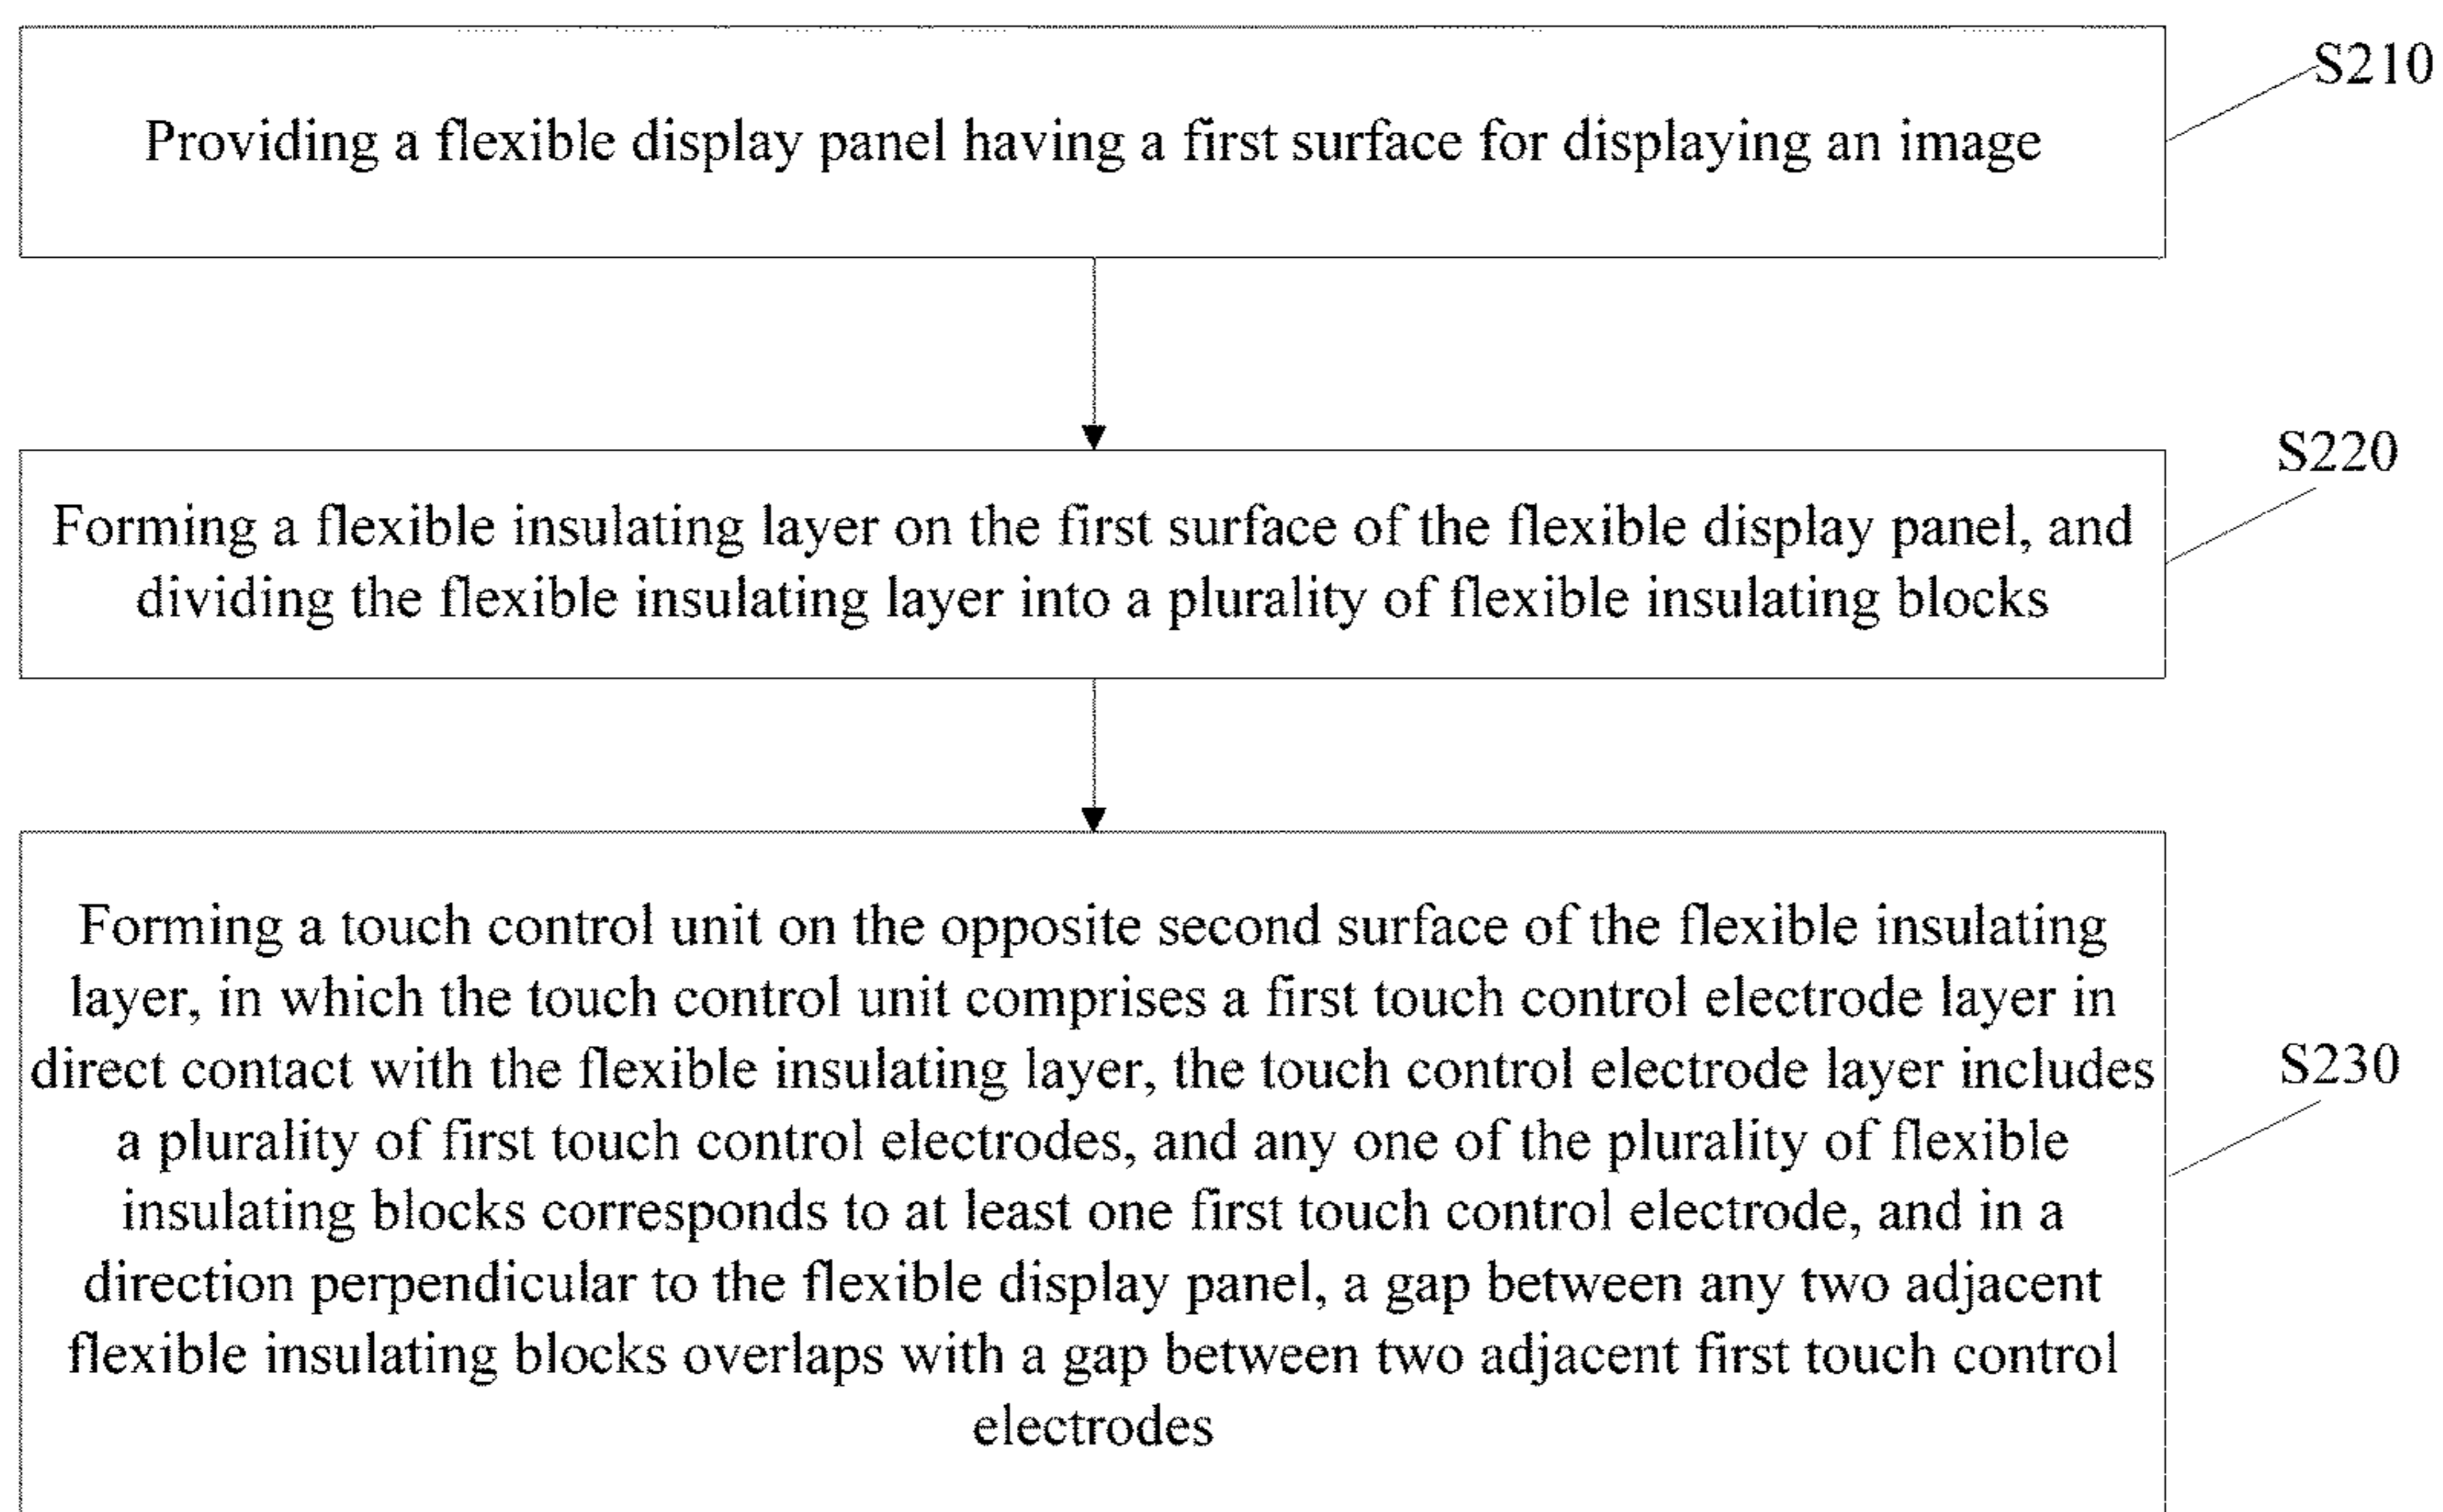 S210
Providing a flexible display panel having a first surface for displaying an image
S220
Forming a flexible insulating layer on the first surface of the flexible display panel, and
dividing the flexible insulating layer into a plurality of flexible insulating blocks
Forming a touch control unit on the opposite second surface of the flexible insulating
layer, in which the touch control unit comprises a first touch control electrode layer in
direct contact with the flexible insulating layer, the touch control electrode layer includes
S230
a plurality of first touch control electrodes, and any one of the plurality of flexible
insulating blocks corresponds to at least one first touch control electrode, and in a
direction perpendicular to the flexible display panel, a gap between any two adjacent
flexible insulating blocks overlaps with a gap between two adjacent first touch control
electrodes